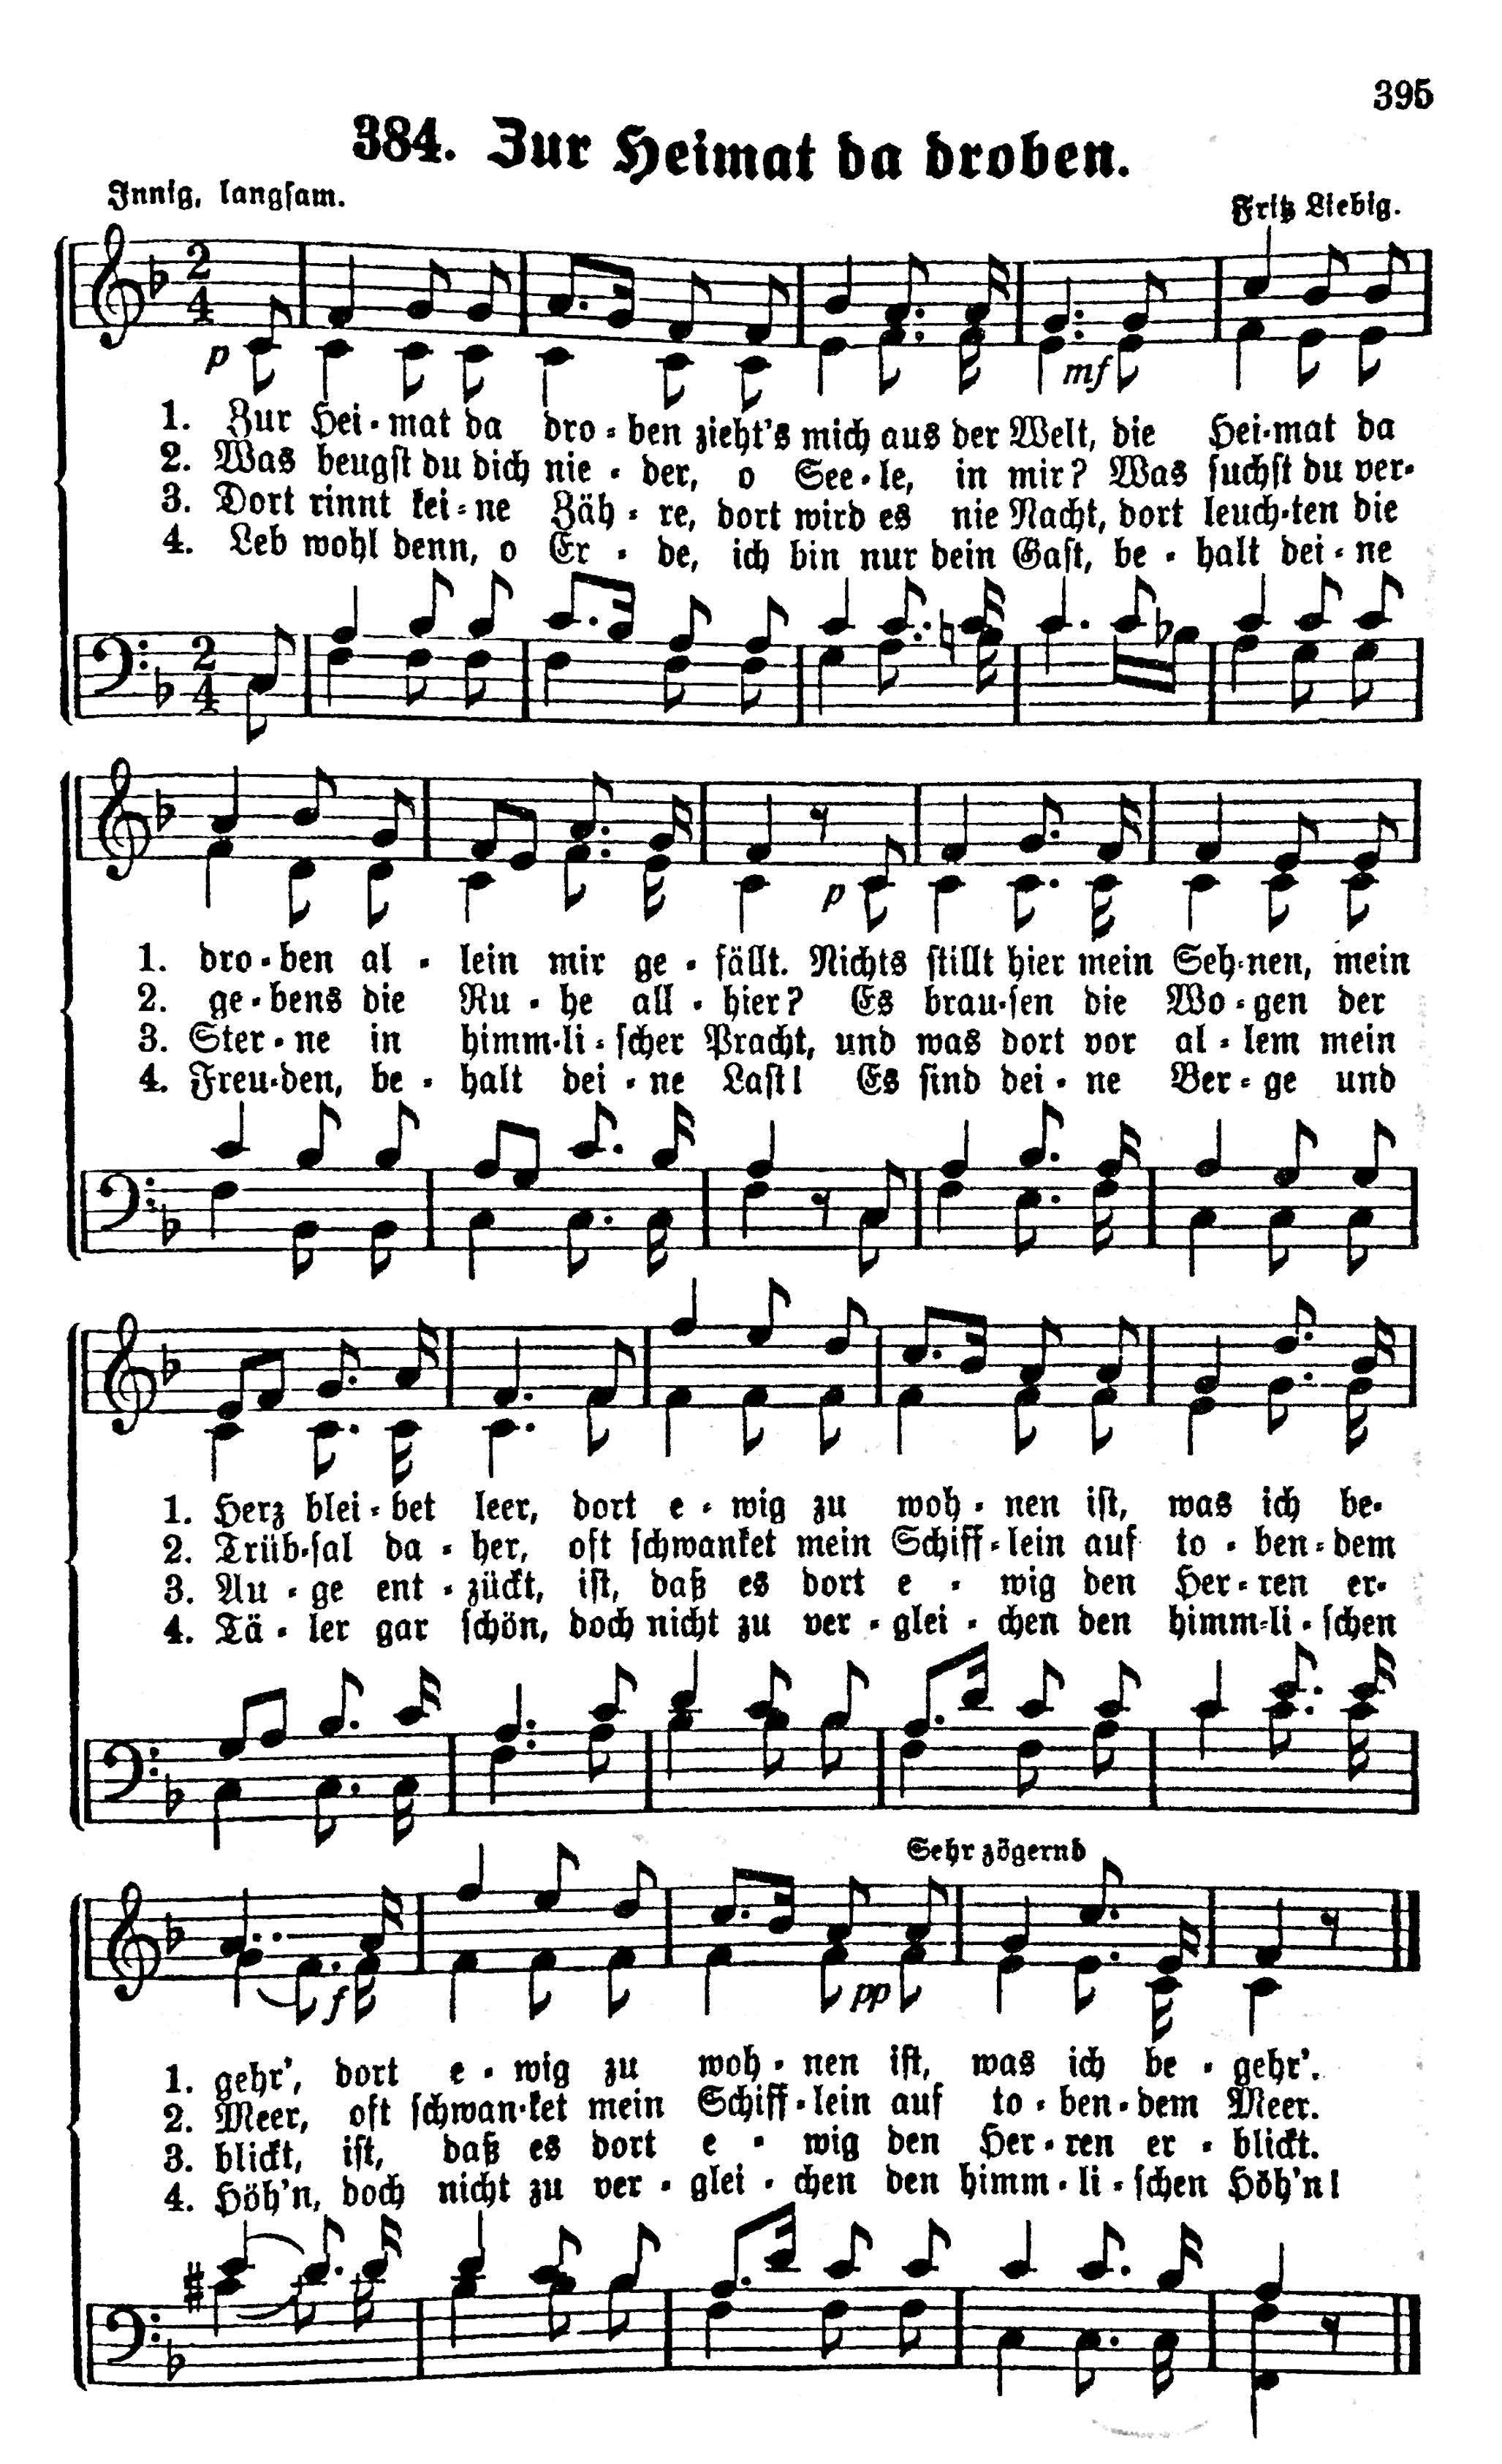 395
384. Zur Heimat da droben.
Innig, langsam.
Fritz Liebig.
2 4
p
mf
1. Zur Hei-mat da dro-ben zieht's mich aus der Welt, die Hei-mat da
2. Was beugst du dich nie-der, o See-le, in mir? Was suchst du ver-
3. Dort rinnt kei-ne Zäh-re, dort wird es nie Nacht, dort leuch-ten die
4. Leb wohl denn, o Er-de, ich bin nur dein Gast, be-halt dei-ne
2 4
p
1. dro-ben al-lein mir ge-fällt. Nichts stillt hier mein Seh-nen, mein
2. ge-bens die Ru-he all-hier? Es brau-sen die Wo-gen der
3. Ster-ne in himm-li-scher Pracht, und was dort vor al-lem mein
4. Freu-den, be-halt dei-ne Last! Es sind dei-ne Ber-ge und
1. Herz blei-bet leer, dort e-wig zu woh-nen ist, was ich be-
2. Trüb-sal da-her, oft schwanket mein Schiff-lein auf to-ben-dem
3. Au-ge ent-zückt, ist, daß es dort e-wig den Her-ren er-
4. Tä-ler gar schön, doch nicht zu ver-glei-chen den himm-li-schen
Sehr zögernd
f
pp
1. gehr', dort e-wig zu woh-nen ist, was ich be-gehr'.
2. Meer, oft schwan-ket mein Schiff-lein auf to-ben-dem Meer.
3. blickt, ist, daß es dort e-wig den Her-ren er-blickt.
4. Höh'n, doch nicht zu ver-glei-chen den himm-li-schen Höh'n!